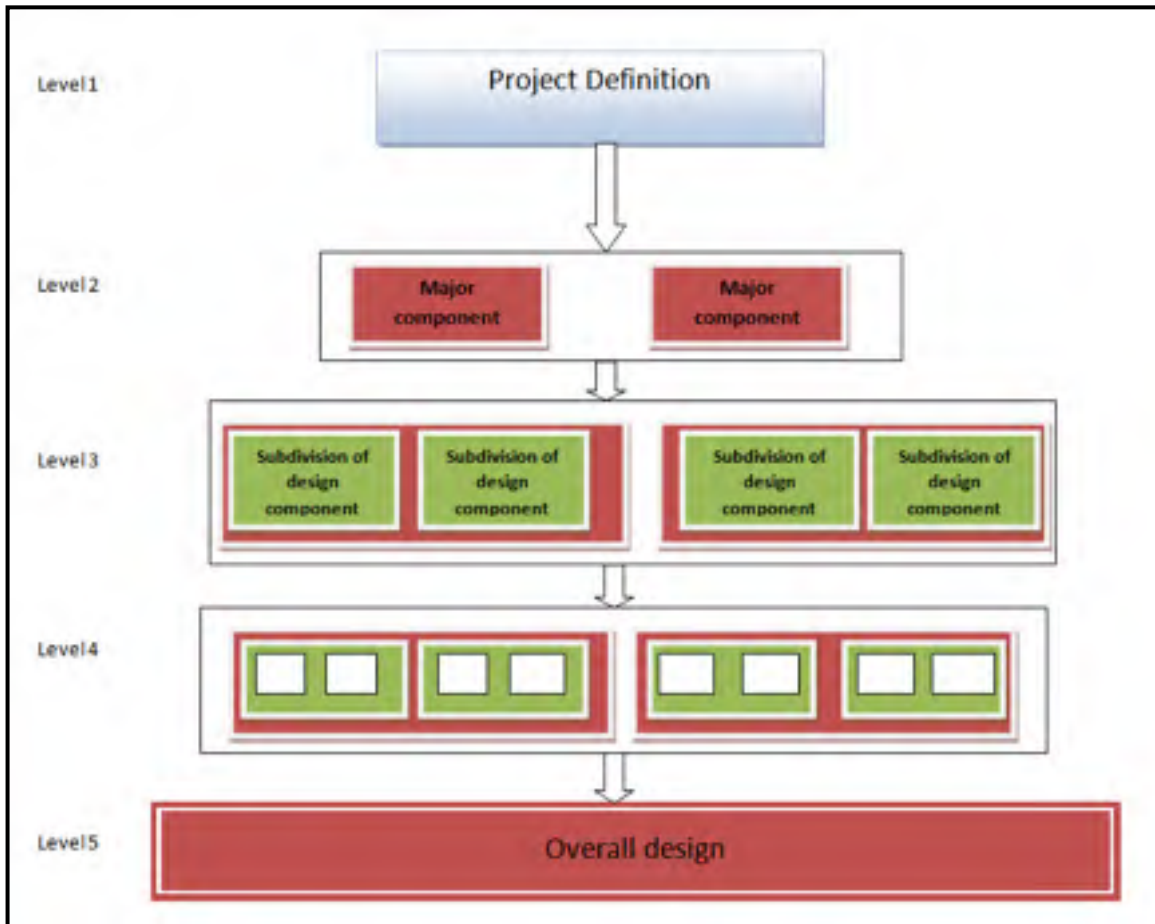 Level1
Project Definition
Level2
Major
component
Major
component
Level3
Subdivision of
design
component
Subdivision of
design
component
Subdivision of
design
component
Subdivision of
design
component
Level4
Level5
Overall design